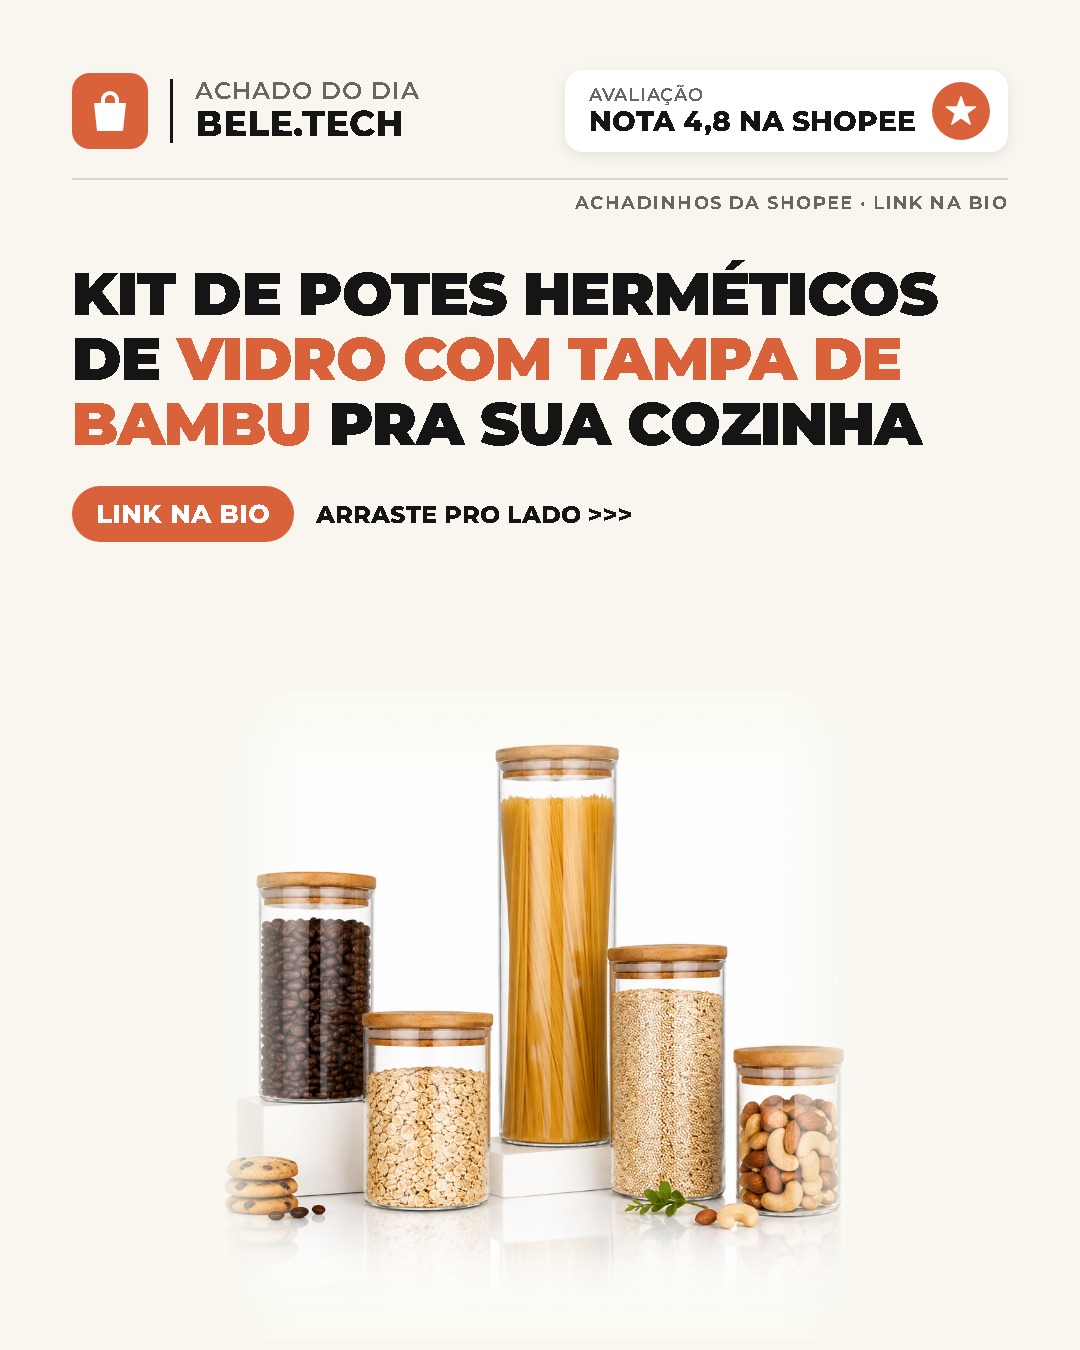 ACHADO DO DIA
BELE.TECH
AVALIAÇÃO
NOTA 4,8 NA SHOPEE
ACHADINHOS DA SHOPEE · LINK NA BIO
KIT DE POTES HERMÉTICOS
DE VIDRO COM TAMPA DE
BAMBU PRA SUA COZINHA
LINK NA BIO
ARRASTE PRO LADO >>>